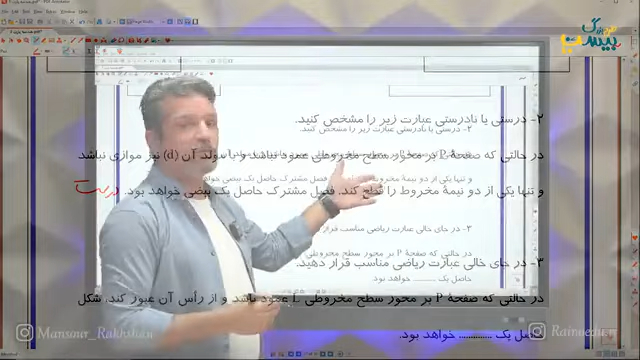 ۲- درستی یا نادرستی عبارت زیر را مشخص کنید.
در حالتی که صفحهٔ P بر محور سطح مخروطی عمود نباشد و با مولد آن (d) نیز موازی نباشد
و تنها یکی از دو نیمهٔ مخروط را قطع کند. فصل مشترک حاصل یک بیضی خواهد بود. درست
۳- در جای خالی عبارت ریاضی مناسب قرار دهید.
در حالتی که صفحهٔ P بر محور سطح مخروطی L عمود باشد و از رأس آن عبور کند، شکل
حاصل یک ............ خواهد بود.
Mansour_Rakhshan